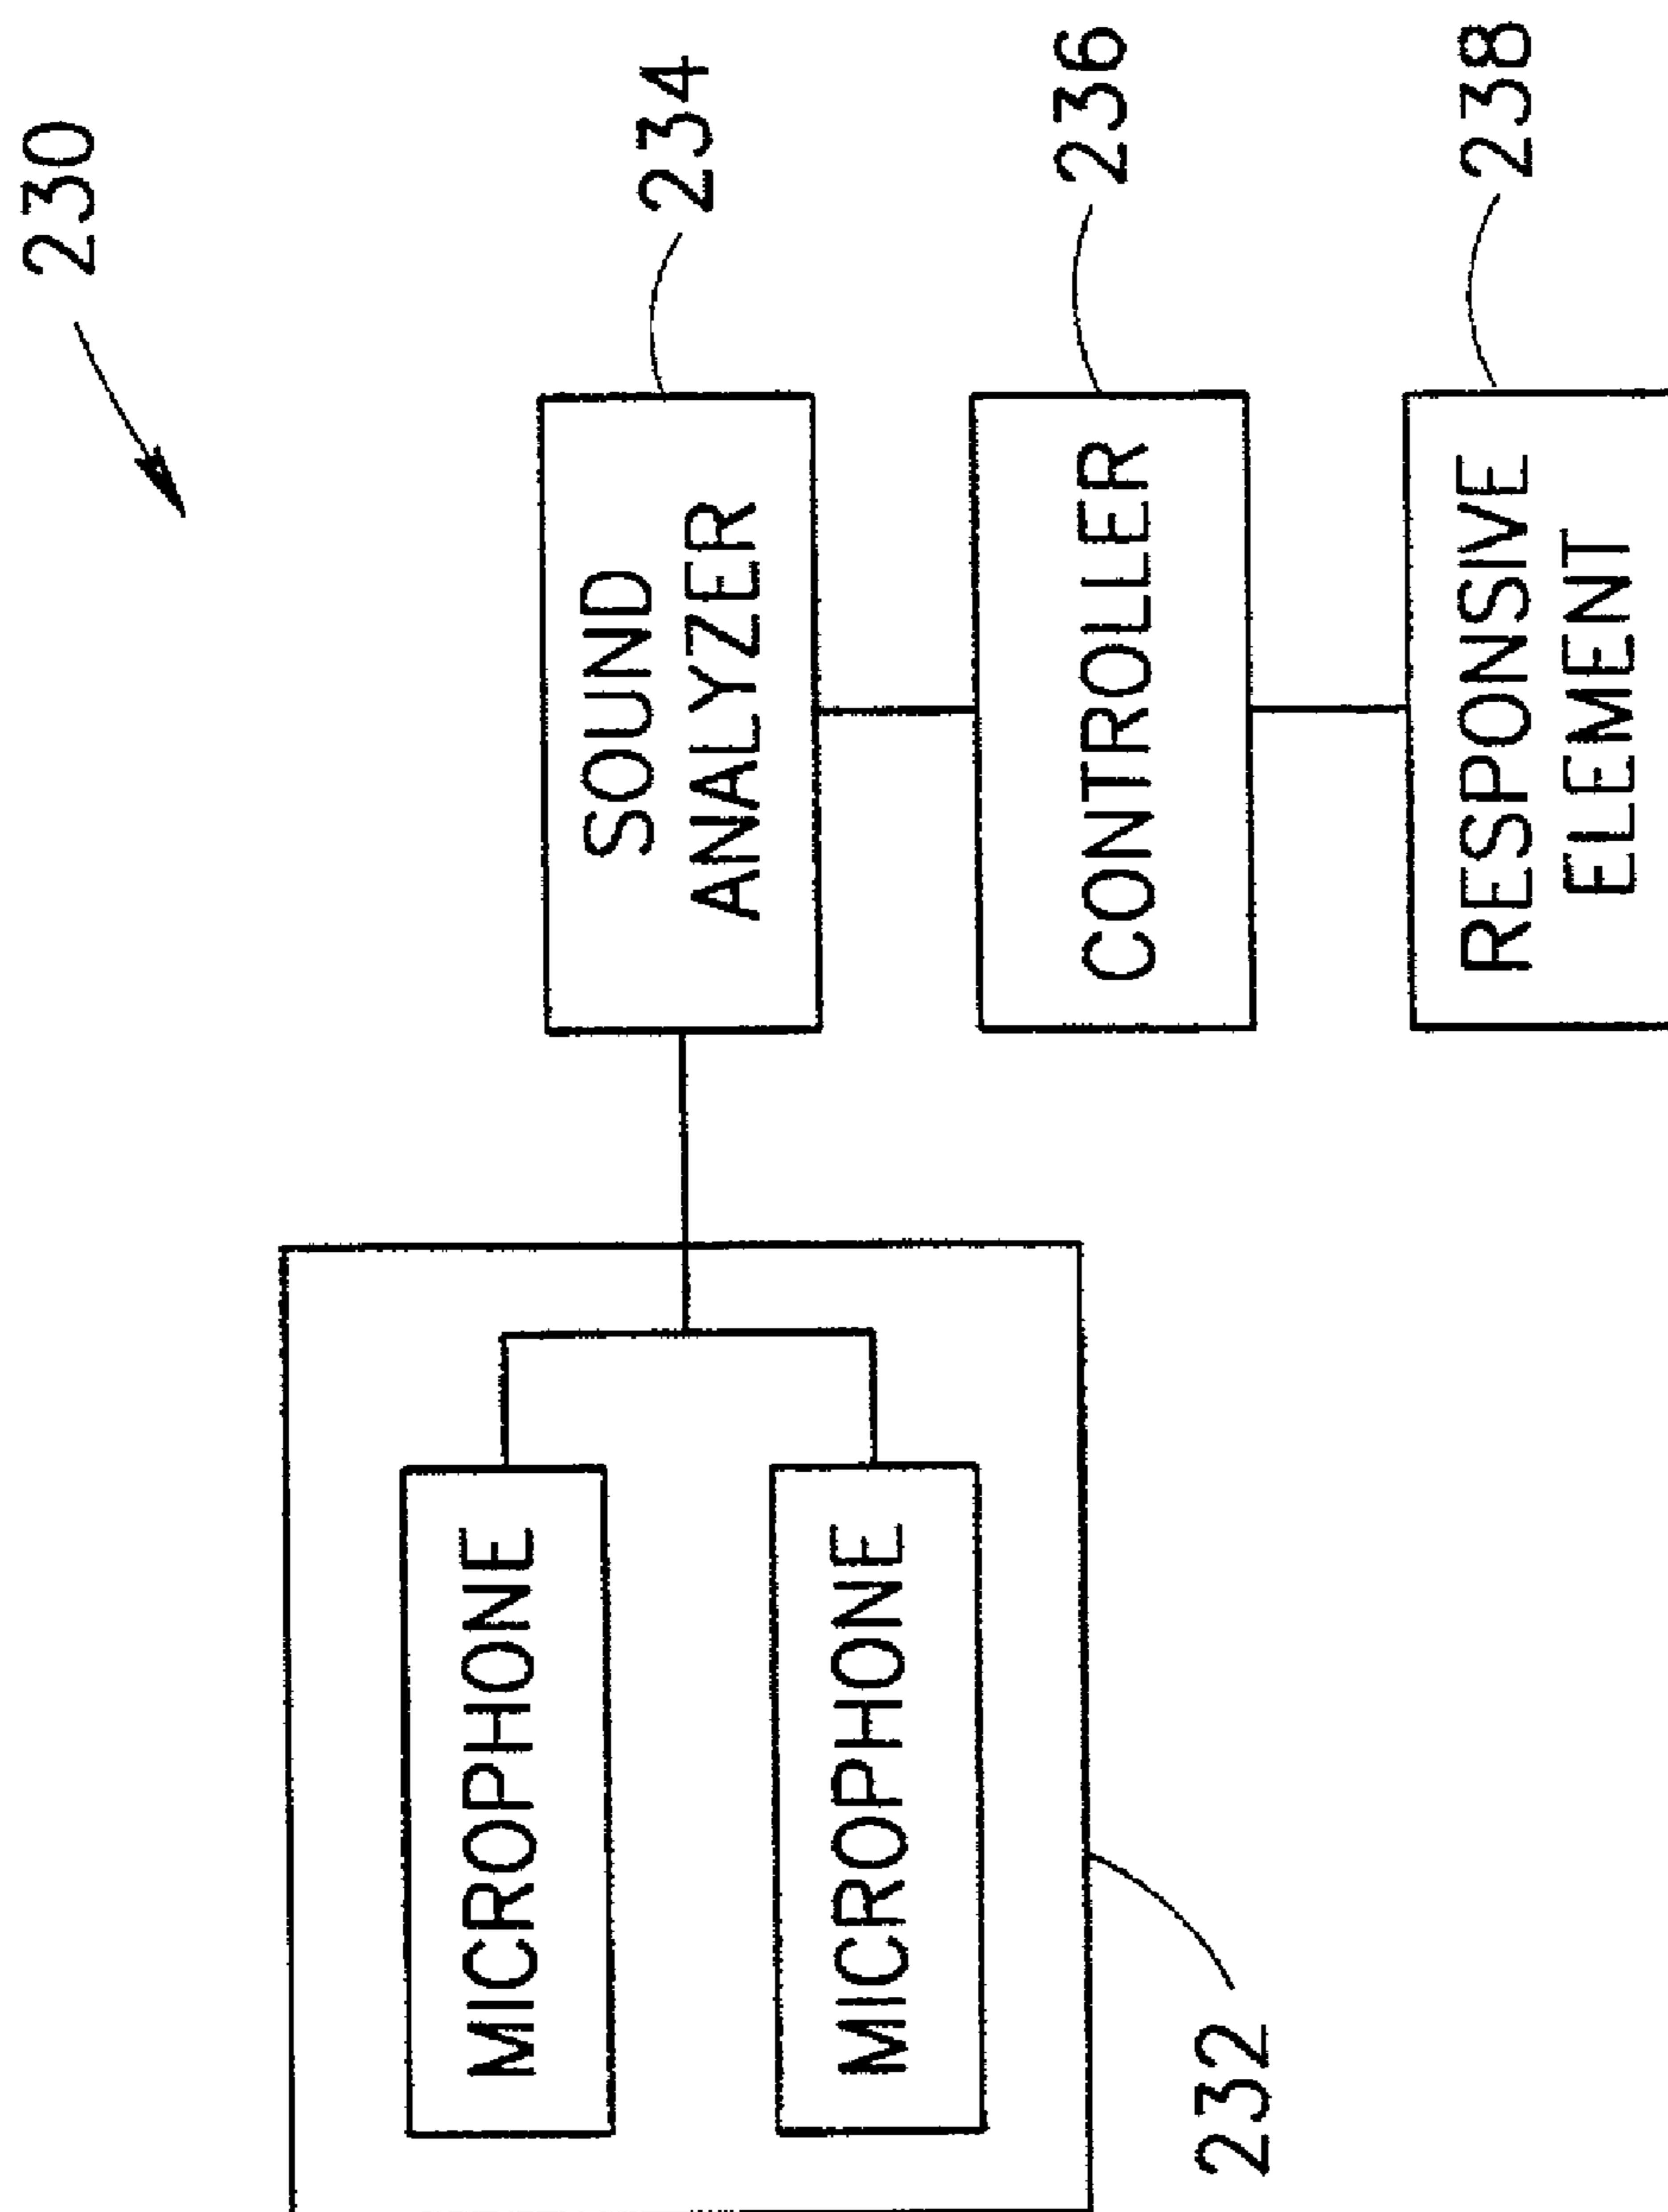 230
MICROPHONE
MICROPHONE
232
SOUND
ANALYZER
234
CONTROLLER
236
RESPONSIVE
ELEMENT
238